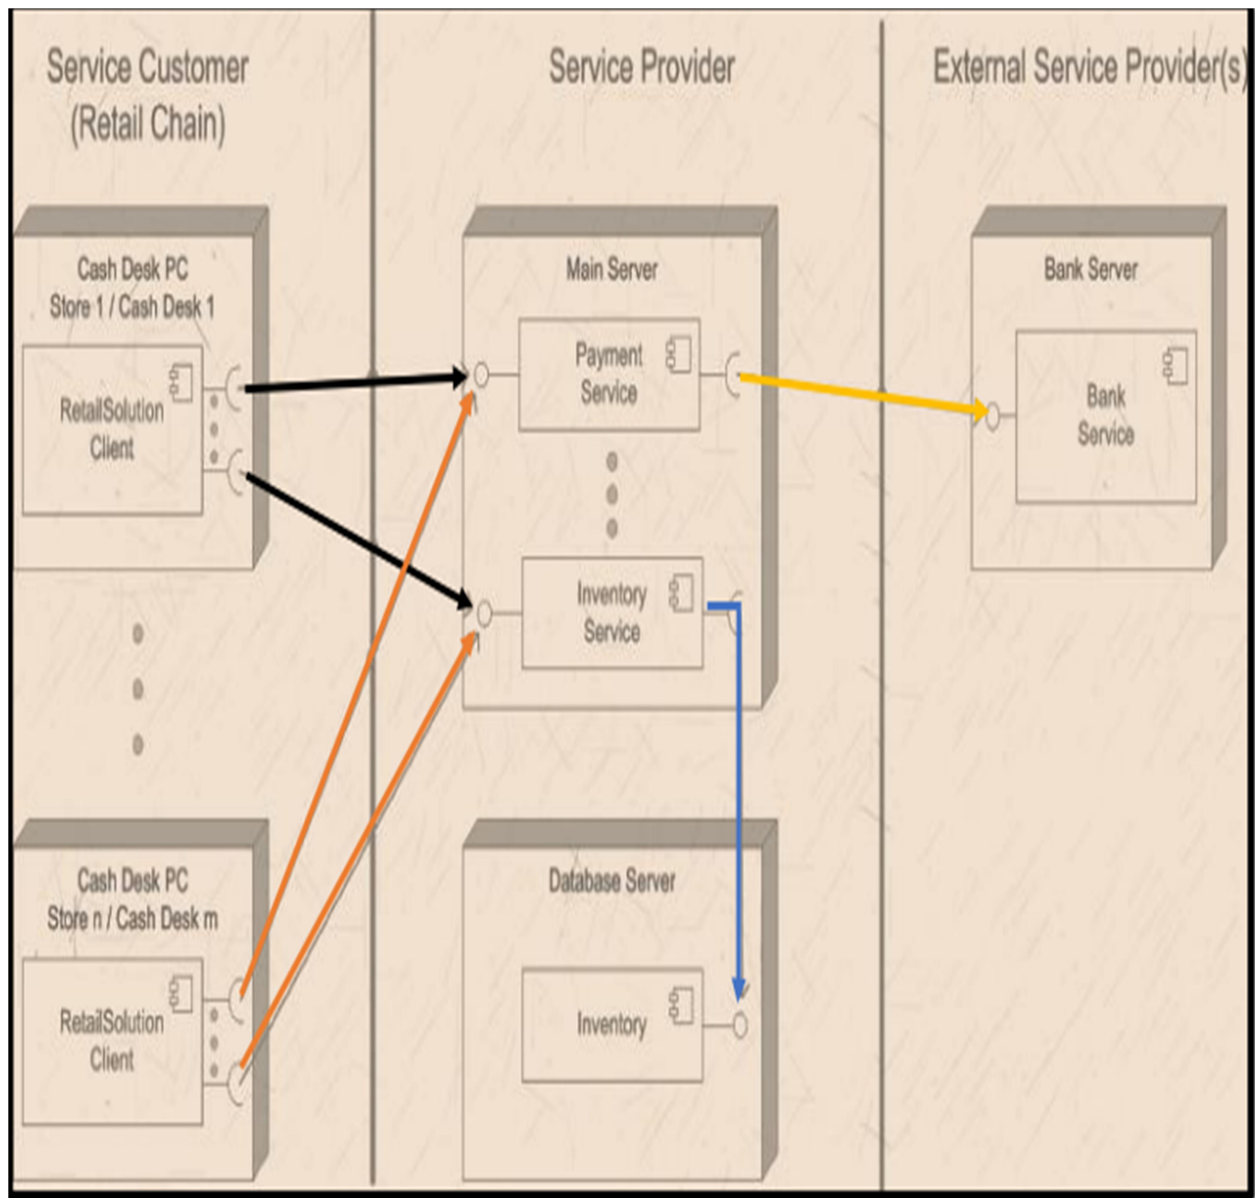 Service Customer
(Retail Chain)
Service Provider
External Service Provider(s)
Cash Desk PC
Store 1 / Cash Desk 1
RetailSolution
Client
Main Server
Payment
Service
Inventory
Service
Bank Server
Bank
Service
Cash Desk PC
Store n / Cash Desk m
RetailSolution
Client
Database Server
Inventory